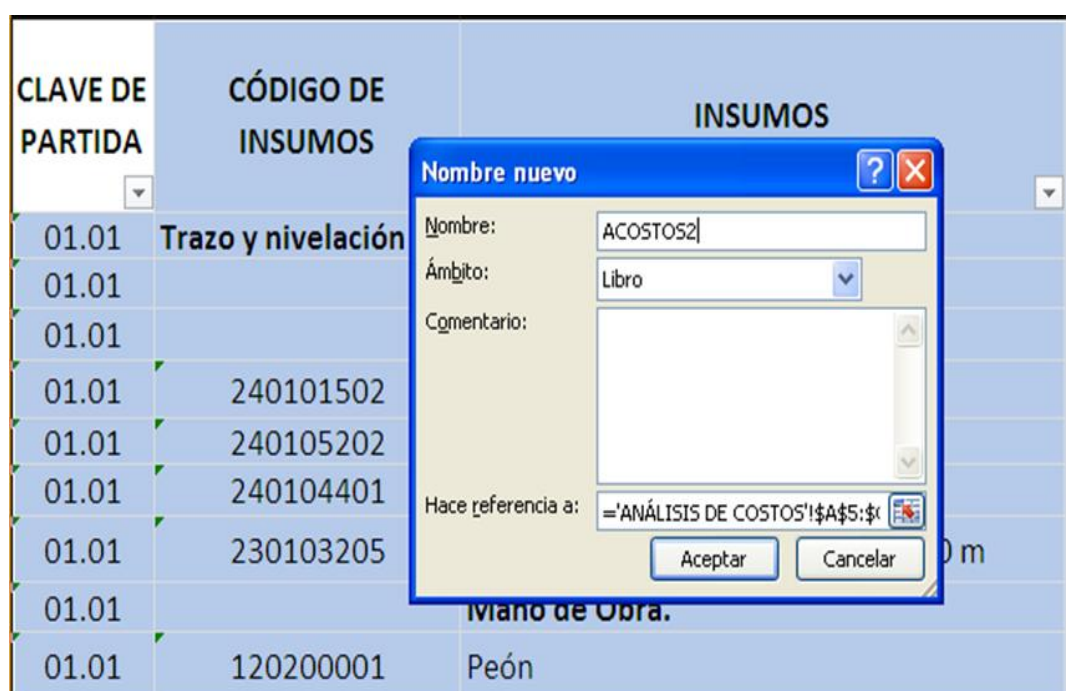 CLAVE DE PARTIDA
CÓDIGO DE INSUMOS
INSUMOS
01.01 Trazo y nivelación
01.01
01.01
01.01 240101502
01.01 240105202
01.01 240104401
01.01 230103205 m
01.01 Mano de Obra.
01.01 120200001 Peón
Nombre nuevo
Nombre: ACOSTOS2
Ámbito: Libro
Comentario:
Hace referencia a: ='ANÁLISIS DE COSTOS'!$A$5:$
Aceptar Cancelar